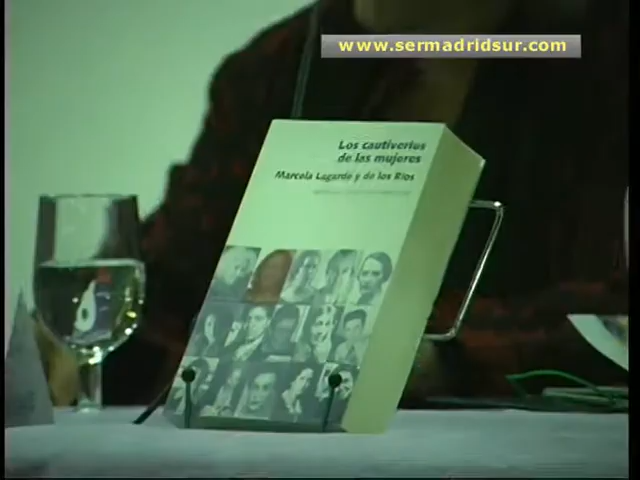 www.sermadridsur.com
Los cautiverios
de las mujeres
Marcela Lagarde y de los Ríos